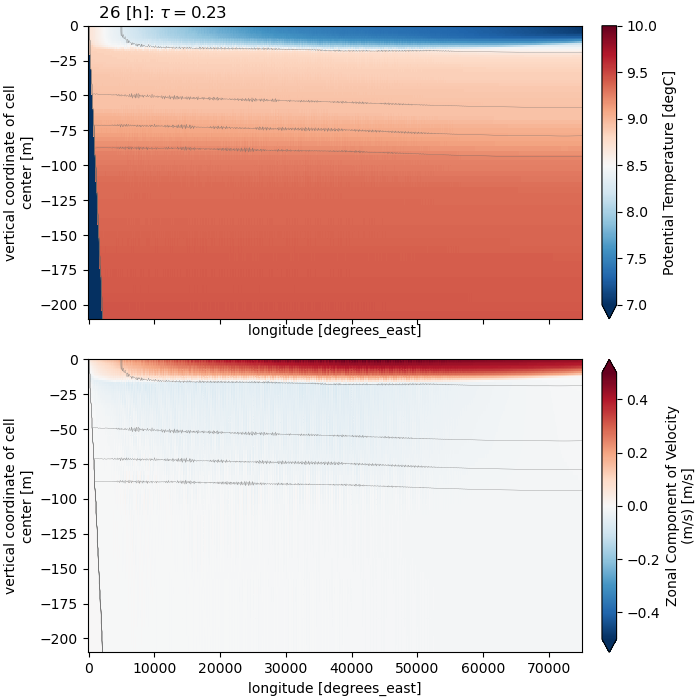 26 [h]: τ = 0.23
0
−25
−50
−75
−100
−125
−150
−175
−200
vertical coordinate of cell
center [m]
longitude [degrees_east]
10.0
9.5
9.0
8.5
8.0
7.5
7.0
Potential Temperature [degC]
0
−25
−50
−75
−100
−125
−150
−175
−200
vertical coordinate of cell
center [m]
0 10000 20000 30000 40000 50000 60000 70000
longitude [degrees_east]
0.4
0.2
0.0
−0.2
−0.4
Zonal Component of Velocity
(m/s) [m/s]